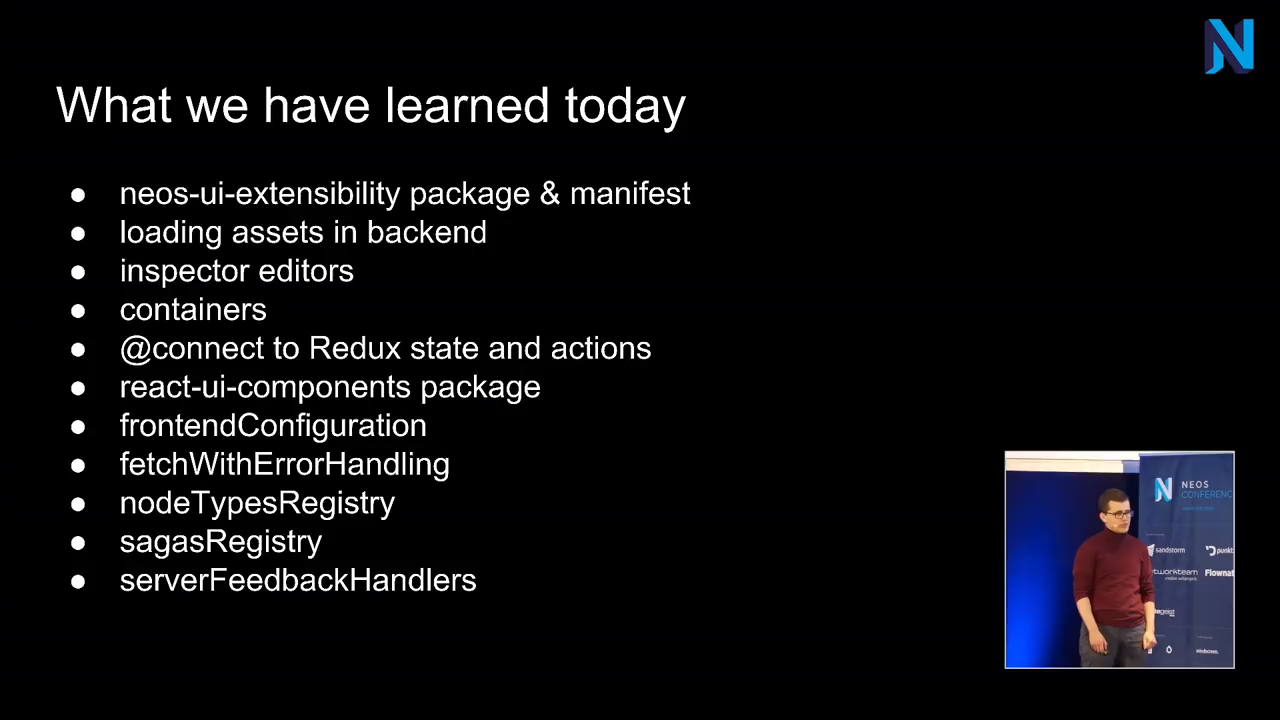 What we have learned today
● neos-ui-extensibility package & manifest
● loading assets in backend
● inspector editors
● containers
● @connect to Redux state and actions
● react-ui-components package
● frontendConfiguration
● fetchWithErrorHandling
● nodeTypesRegistry
● sagasRegistry
● serverFeedbackHandlers
NEOS
CONFERENC
sandstorm
punkt.
tworkteam
Flownat